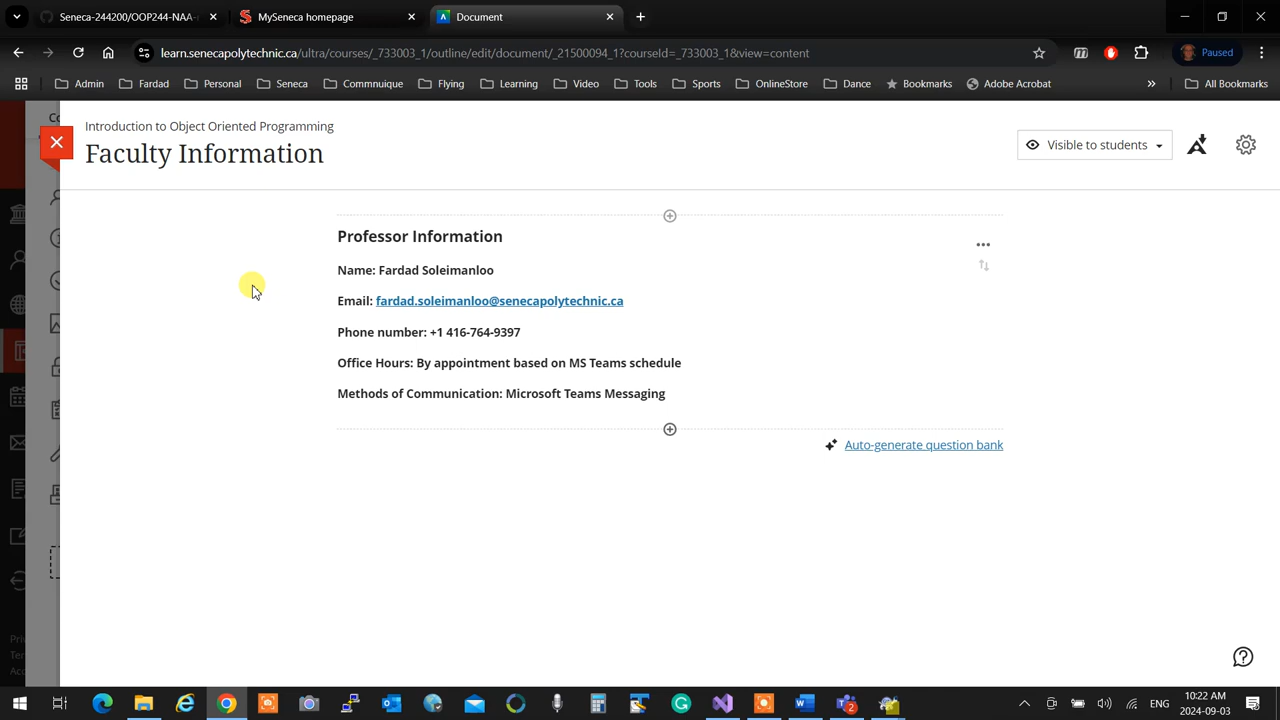 Seneca-244200/OOP244-NAA-
MySeneca homepage
Document
learn.senecapolytechnic.ca/ultra/courses/_733003_1/outline/edit/document/_21500094_1?courseId=_733003_1&view=content
Paused
Admin
Fardad
Personal
Seneca
Commnuique
Flying
Learning
Video
Tools
Sports
OnlineStore
Dance
Bookmarks
Adobe Acrobat
All Bookmarks
Introduction to Object Oriented Programming
Faculty Information
Visible to students
Professor Information
Name: Fardad Soleimanloo
Email: fardad.soleimanloo@senecapolytechnic.ca
Phone number: +1 416-764-9397
Office Hours: By appointment based on MS Teams schedule
Methods of Communication: Microsoft Teams Messaging
Auto-generate question bank
Priv
Ter
Acc
ENG
10:22 AM
2024-09-03